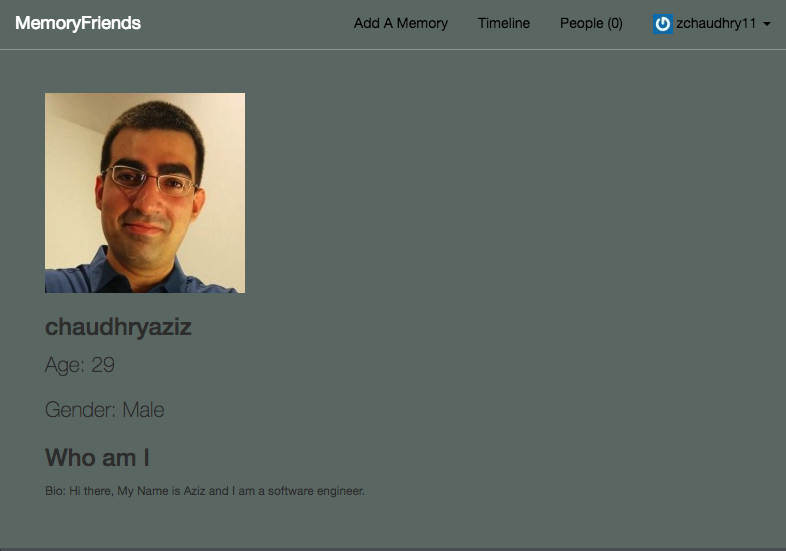 MemoryFriends
Add A Memory Timeline People (0) zchaudhry11
chaudhryaziz
Age: 29
Gender: Male
Who am I
Bio: Hi there, My Name is Aziz and I am a software engineer.